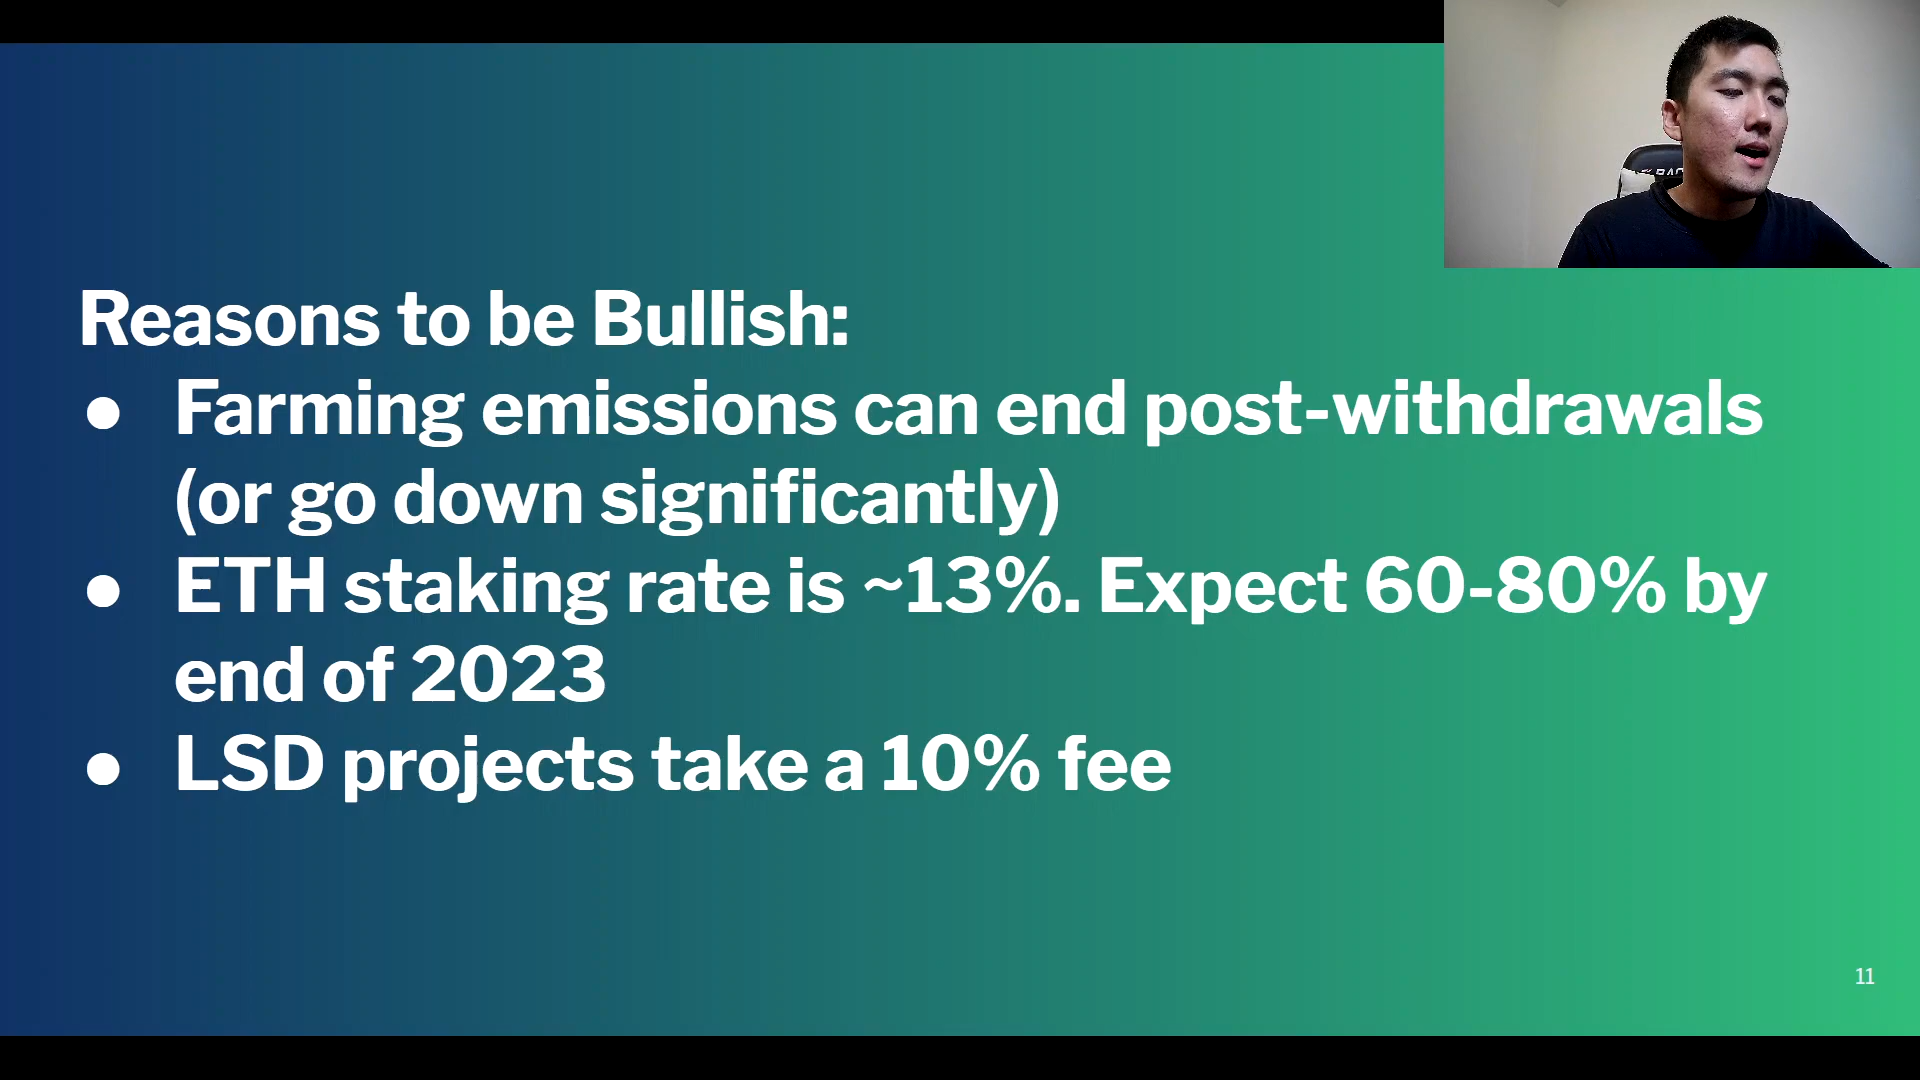 Reasons to be Bullish:
● Farming emissions can end post-withdrawals
(or go down significantly)
● ETH staking rate is ~13%. Expect 60-80% by
end of 2023
● LSD projects take a 10% fee
11